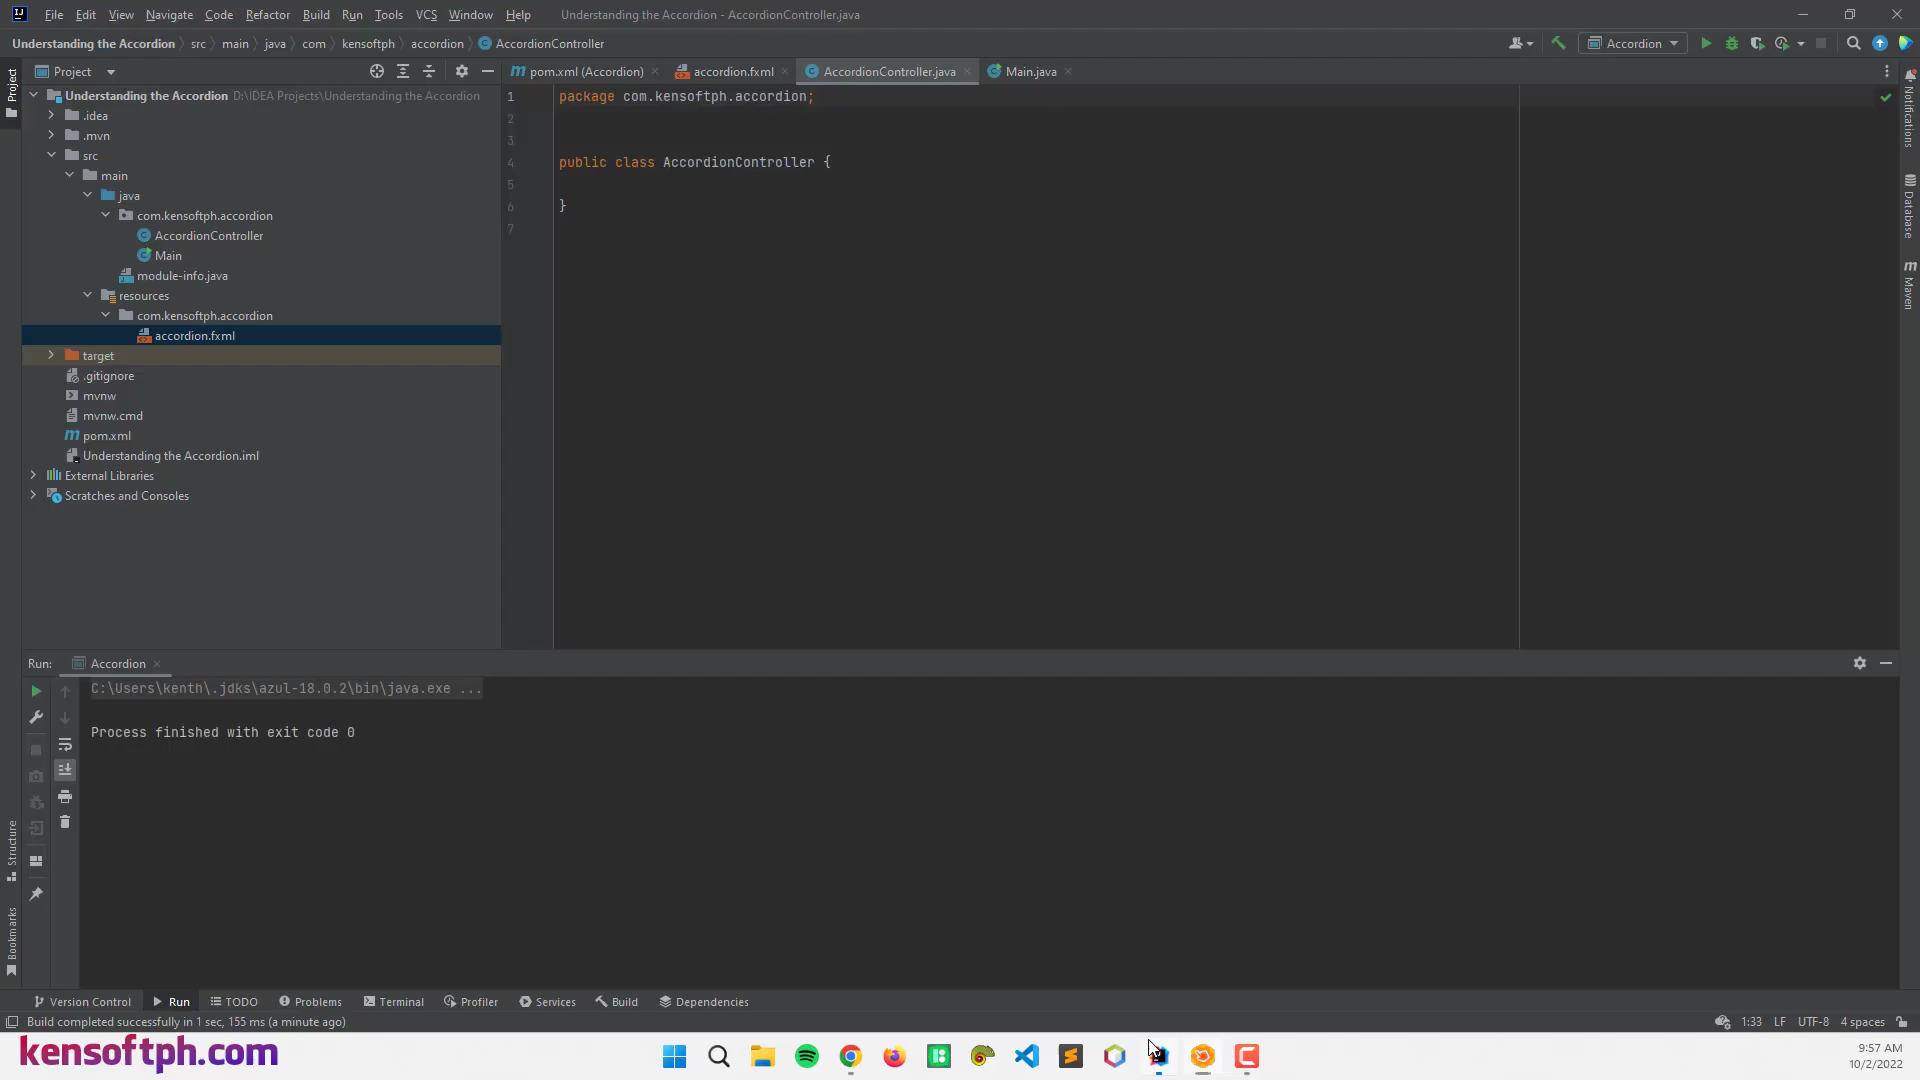 File Edit View Navigate Code Refactor Build Run Tools VCS Window Help Understanding the Accordion - AccordionController.java
Understanding the Accordion src main java com kensoftph accordion AccordionController
Accordion
Project
Project
pom.xml (Accordion)
accordion.fxml
AccordionController.java
Main.java
Understanding the Accordion D:\IDEA Projects\Understanding the Accordion
.idea
.mvn
src
main
java
com.kensoftph.accordion
AccordionController
Main
module-info.java
resources
com.kensoftph.accordion
accordion.fxml
target
.gitignore
mvnw
mvnw.cmd
pom.xml
Understanding the Accordion.iml
External Libraries
Scratches and Consoles
1 package com.kensoftph.accordion;
2
3
4 public class AccordionController {
5
6 }
7
Notifications
Database
Maven
Run: Accordion
C:\Users\kenth\.jdks\azul-18.0.2\bin\java.exe ...
Process finished with exit code 0
Structure
Bookmarks
Version Control Run TODO Problems Terminal Profiler Services Build Dependencies
Build completed successfully in 1 sec, 155 ms (a minute ago)
1:33 LF UTF-8 4 spaces
kensoftph.com
9:57 AM
10/2/2022